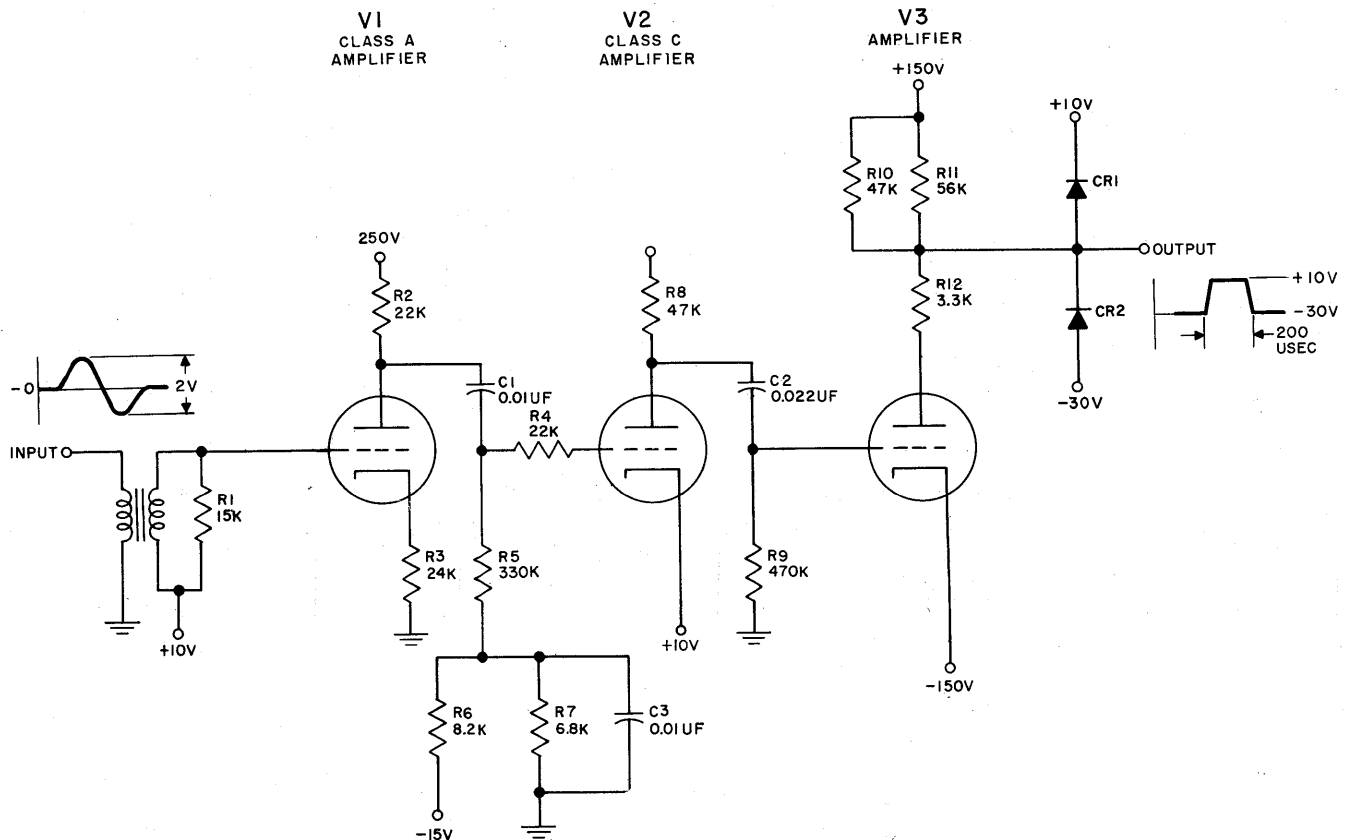 V1
CLASS A
AMPLIFIER
V2
CLASS C
AMPLIFIER
V3
AMPLIFIER
+150V
+10V
R10
47K
R11
56K
CR1
250V
OUTPUT
R2
22K
R8
47K
R12
3.3K
CR2
+10V
-30V
200
USEC
-0
2V
C1
0.01UF
R4
22K
C2
0.022UF
-30V
INPUT
R1
15K
R3
24K
R5
330K
R9
470K
+10V
+10V
-150V
R6
8.2K
R7
6.8K
C3
0.01UF
-15V